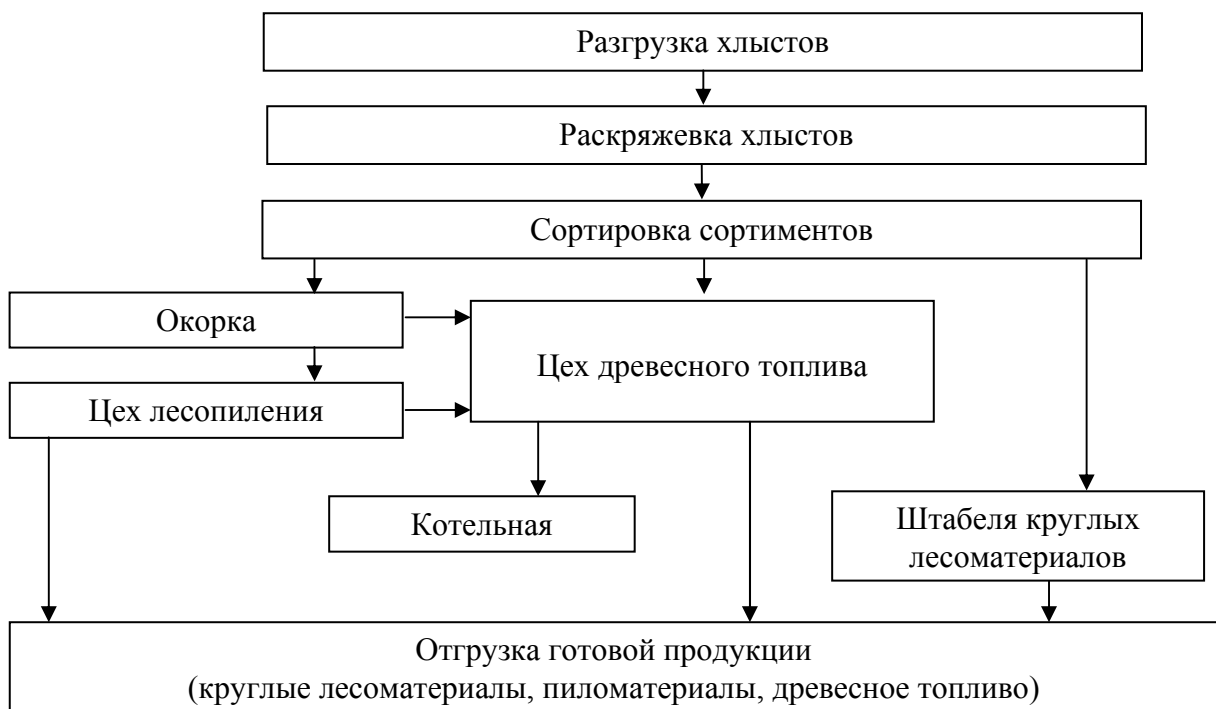 Разгрузка хлыстов
Раскряжевка хлыстов
Сортировка сортиментов
Окорка
Цех древесного топлива
Цех лесопиления
Котельная
Штабеля круглых
лесоматериалов
Отгрузка готовой продукции
(круглые лесоматериалы, пиломатериалы, древесное топливо)